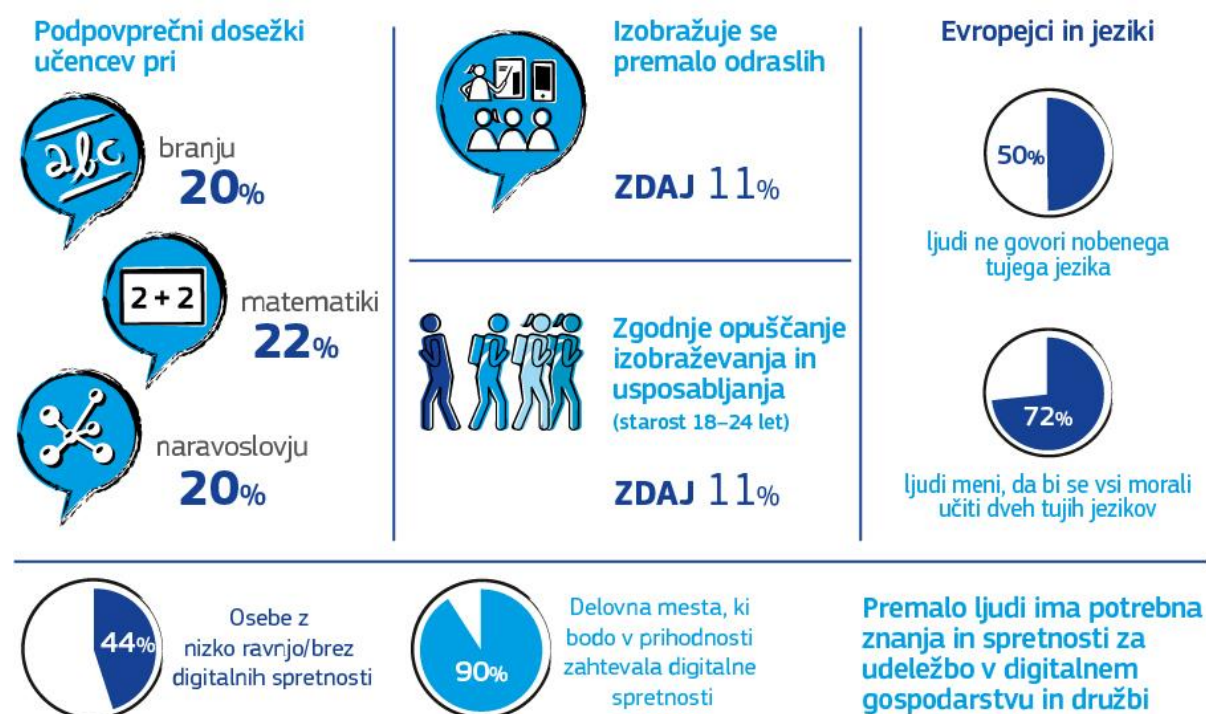 Podpovprečni dosežki
učencev pri
abc
branju
20%
2 + 2
matematiki
22%
naravoslovju
20%
Izobražuje se
premalo odraslih
ZDAJ 11%
Zgodnje opuščanje
izobraževanja in
usposabljanja
(starost 18–24 let)
ZDAJ 11%
Evropejci in jeziki
50%
ljudi ne govori nobenega
tujega jezika
72%
ljudi meni, da bi se vsi morali
učiti dveh tujih jezikov
44%
Osebe z
nizko ravnjo/brez
digitalnih spretnosti
90%
Delovna mesta, ki
bodo v prihodnosti
zahtevala digitalne
spretnosti
Premalo ljudi ima potrebna
znanja in spretnosti za
udeležbo v digitalnem
gospodarstvu in družbi